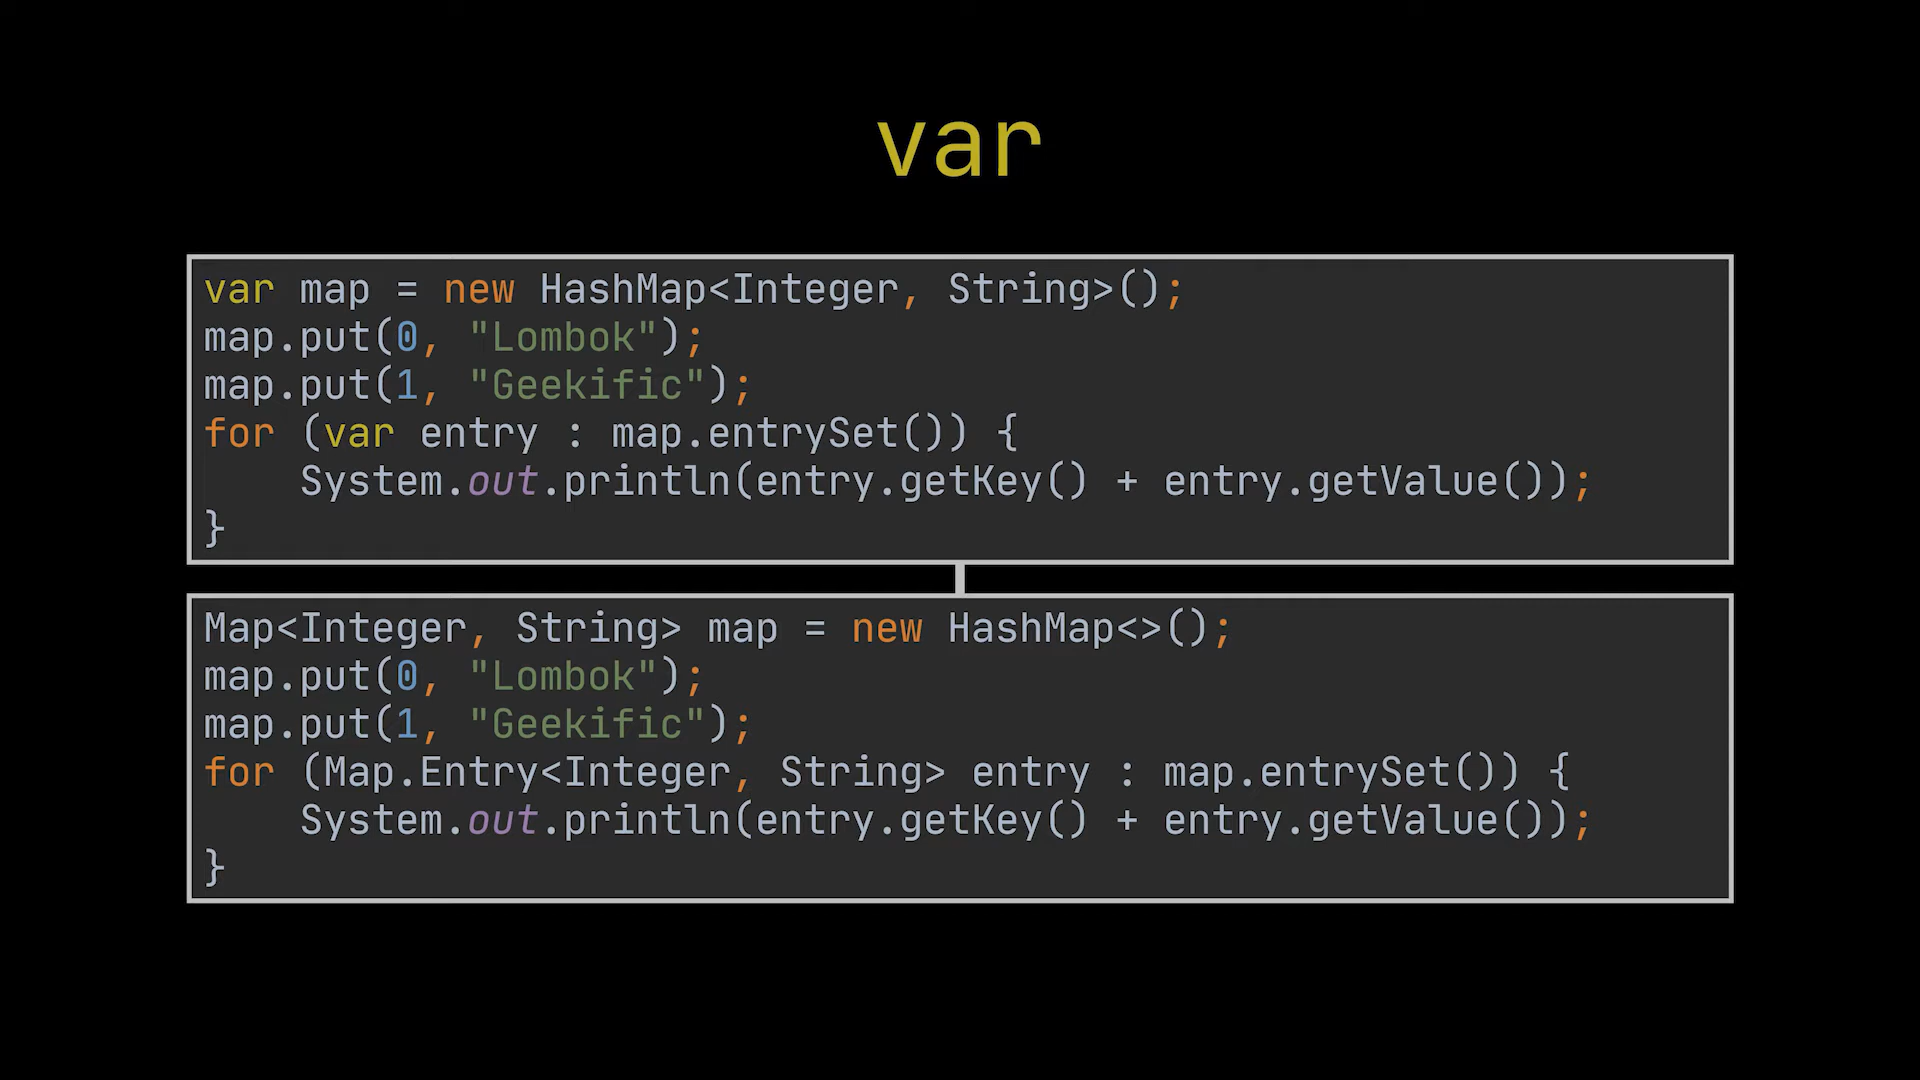 var
var map = new HashMap<Integer, String>();
map.put(0, "Lombok");
map.put(1, "Geekific");
for (var entry : map.entrySet()) {
    System.out.println(entry.getKey() + entry.getValue());
}
Map<Integer, String> map = new HashMap<>();
map.put(0, "Lombok");
map.put(1, "Geekific");
for (Map.Entry<Integer, String> entry : map.entrySet()) {
    System.out.println(entry.getKey() + entry.getValue());
}